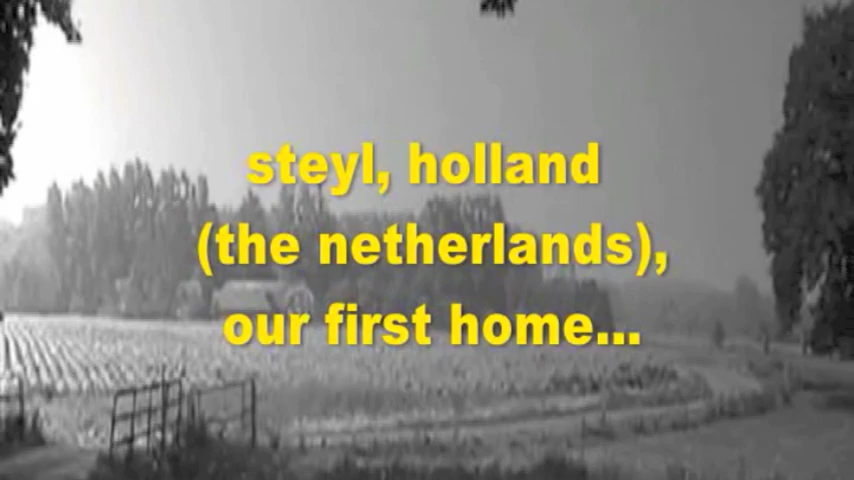 steyl, holland
(the netherlands),
our first home...